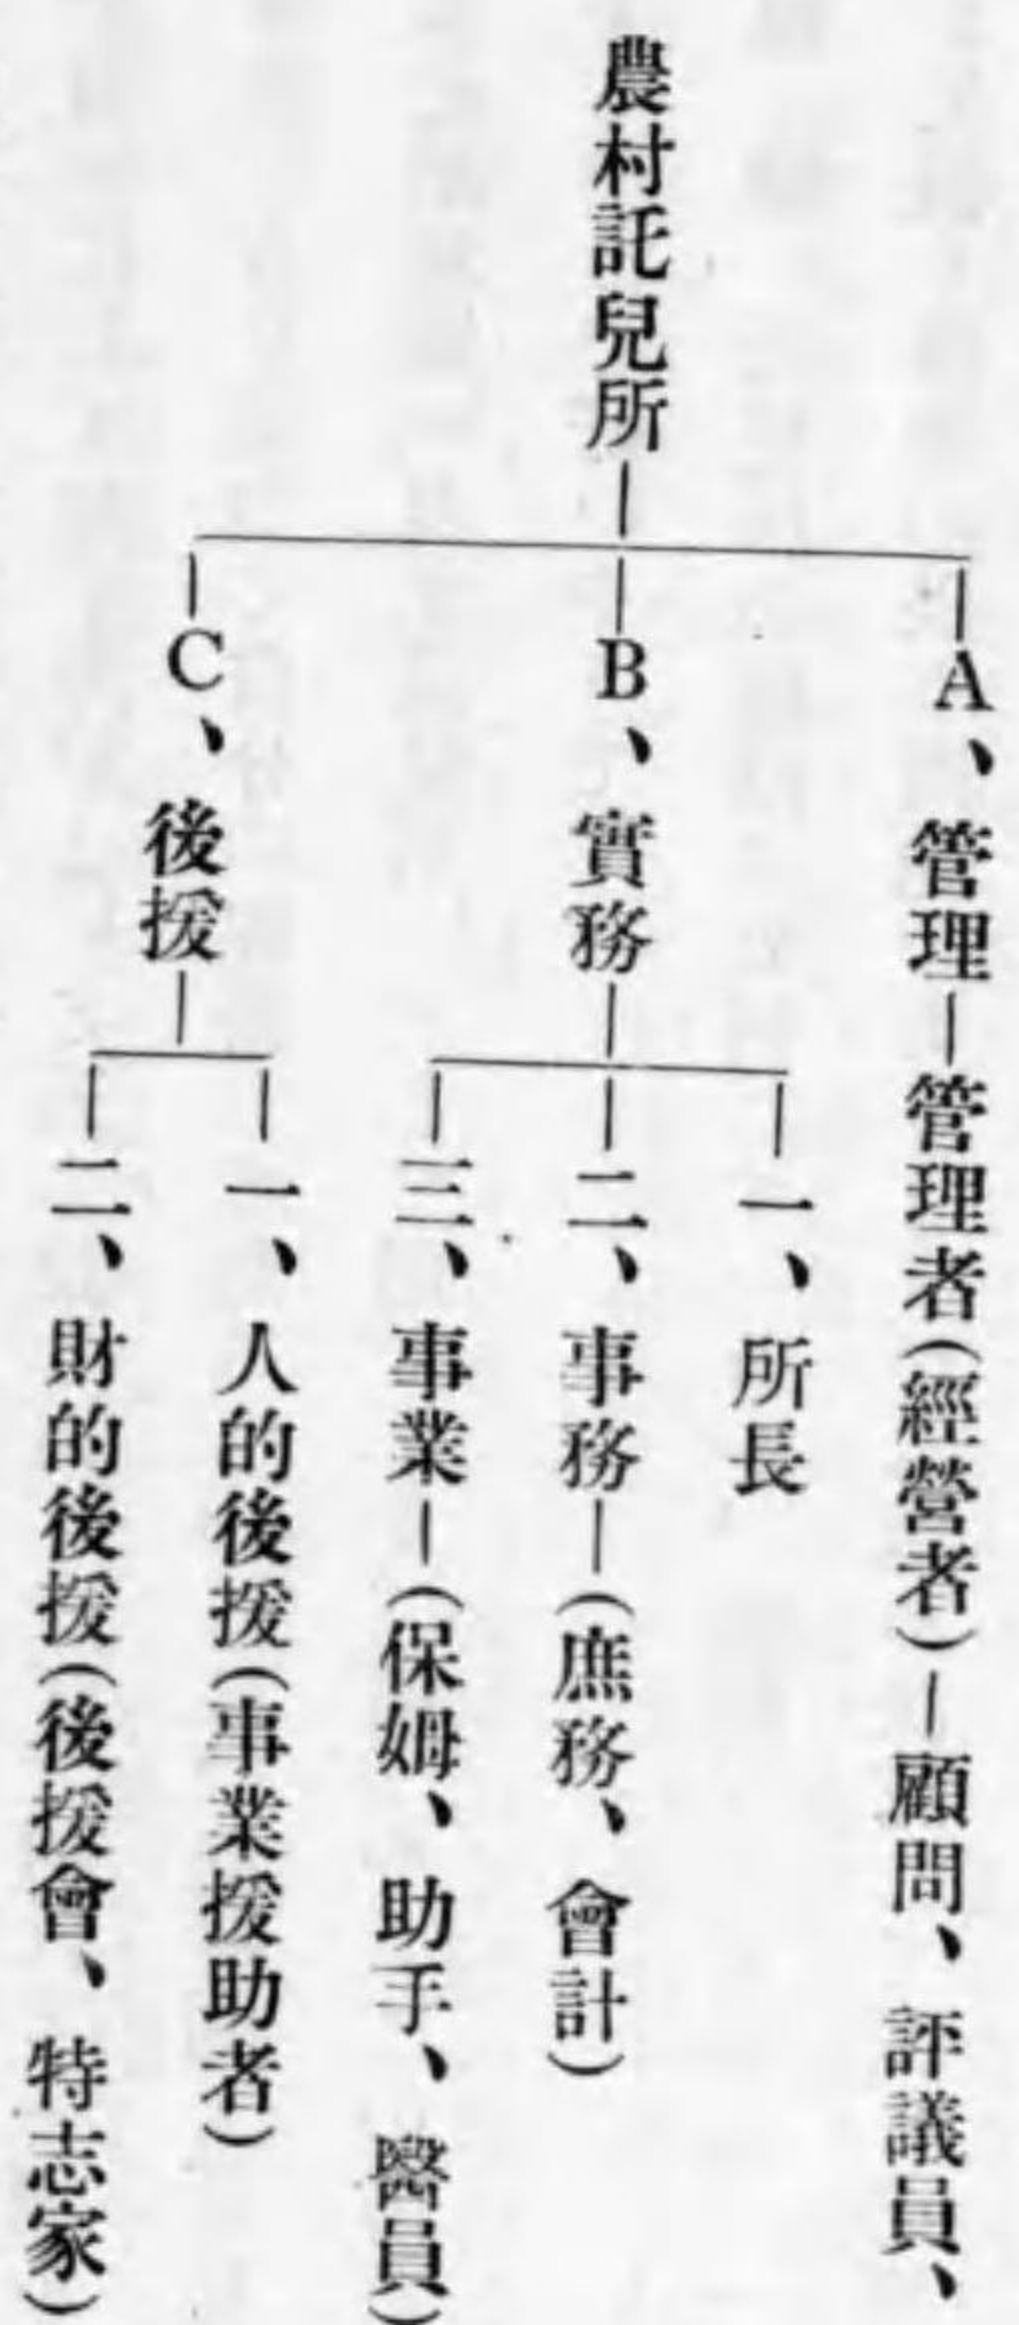 農村託兒所
A、管理―管理者(經營者)―顧問、評議員、
B、實務
一、所長
二、事務―(庶務、會計)
三、事業―(保姆、助手、醫員)
C、後援
一、人的後援(事業援助者)
二、財的後援(後援會、特志家)